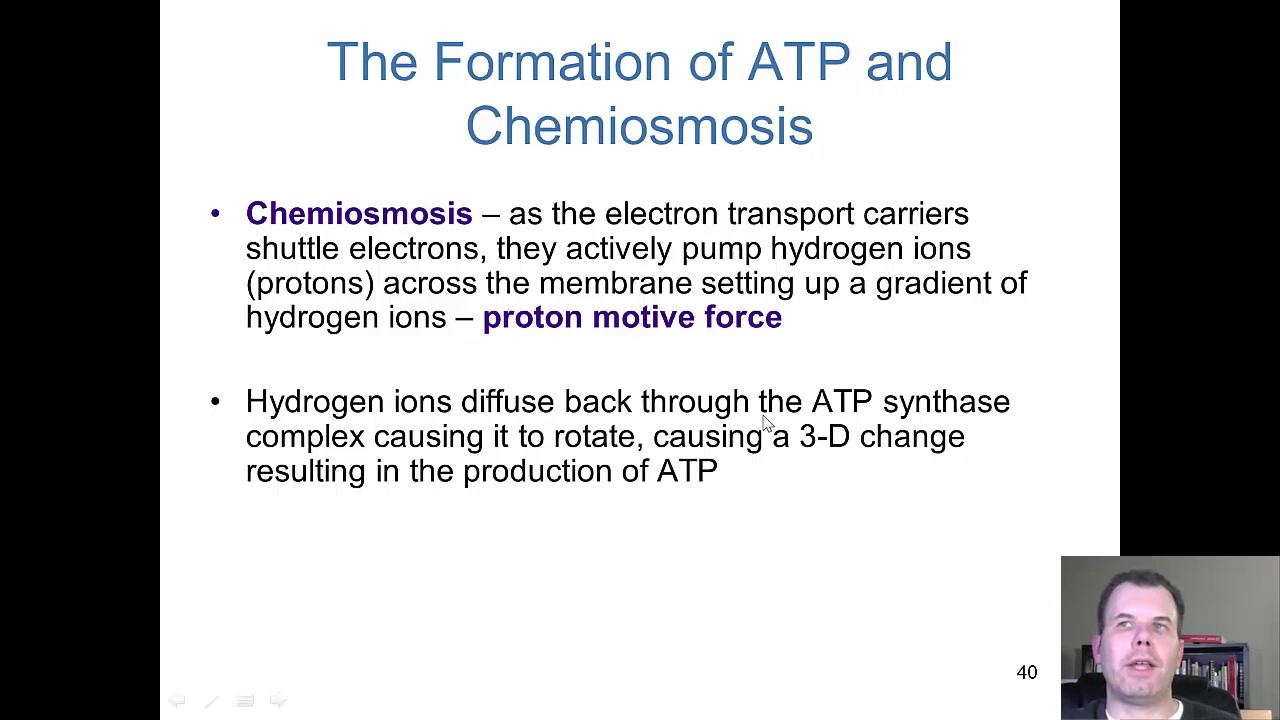 The Formation of ATP and
Chemiosmosis
• Chemiosmosis – as the electron transport carriers
shuttle electrons, they actively pump hydrogen ions
(protons) across the membrane setting up a gradient of
hydrogen ions – proton motive force
• Hydrogen ions diffuse back through the ATP synthase
complex causing it to rotate, causing a 3-D change
resulting in the production of ATP
40